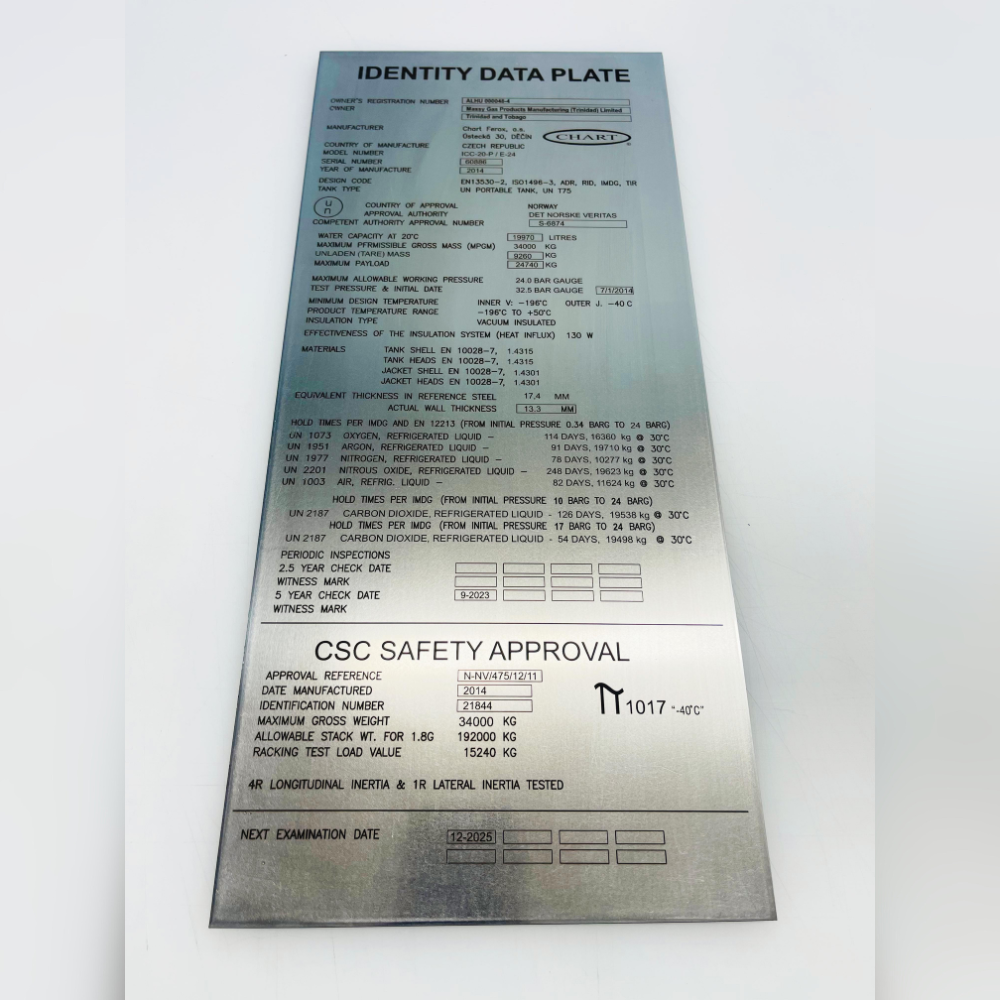 IDENTITY DATA PLATE
OWNER'S REGISTRATION NUMBER ALHU 990048-4
OWNER Massy Gas Products Manufacturing (Trinidad) Limited
Trinidad and Tobago
MANUFACTURER Chart Ferox, a.s.
Ústecká 30, DĚČÍN CHART
COUNTRY OF MANUFACTURE CZECH REPUBLIC
MODEL NUMBER ICC-20-P / E-24
SERIAL NUMBER
YEAR OF MANUFACTURE 2014
DESIGN CODE EN13530-2, ISO1496-3, ADR, RID, IMDG, TIR
TANK TYPE UN PORTABLE TANK, UN T75
un COUNTRY OF APPROVAL NORWAY
APPROVAL AUTHORITY DET NORSKE VERITAS
COMPETENT AUTHORITY APPROVAL NUMBER S-6874
WATER CAPACITY AT 20°C 19970 LITRES
MAXIMUM PERMISSIBLE GROSS MASS (MPGM) 34000 KG
UNLADEN (TARE) MASS 9260 KG
MAXIMUM PAYLOAD 24740 KG
MAXIMUM ALLOWABLE WORKING PRESSURE 24.0 BAR GAUGE
TEST PRESSURE & INITIAL DATE 32.5 BAR GAUGE 7/1/2014
MINIMUM DESIGN TEMPERATURE INNER V: -196°C OUTER J. -40 C
PRODUCT TEMPERATURE RANGE -196°C TO +50°C
INSULATION TYPE VACUUM INSULATED
EFFECTIVENESS OF THE INSULATION SYSTEM (HEAT INFLUX) 130 W
MATERIALS TANK SHELL EN 10028-7, 1.4315
TANK HEADS EN 10028-7, 1.4315
JACKET SHELL EN 10028-7, 1.4301
JACKET HEADS EN 10028-7, 1.4301
EQUIVALENT THICKNESS IN REFERENCE STEEL 17,4 MM
ACTUAL WALL THICKNESS 13.3 MM
HOLD TIMES PER IMDG AND EN 12213 (FROM INITIAL PRESSURE 0.34 BARG TO 24 BARG)
UN 1073 OXYGEN, REFRIGERATED LIQUID - 114 DAYS, 16360 kg @ 30°C
UN 1951 ARGON, REFRIGERATED LIQUID - 91 DAYS, 19710 kg @ 30°C
UN 1977 NITROGEN, REFRIGERATED LIQUID - 78 DAYS, 10277 kg @ 30°C
UN 2201 NITROUS OXIDE, REFRIGERATED LIQUID - 248 DAYS, 19623 kg @ 30°C
UN 1003 AIR, REFRIG. LIQUID - 82 DAYS, 11624 kg @ 30°C
HOLD TIMES PER IMDG (FROM INITIAL PRESSURE 10 BARG TO 24 BARG)
UN 2187 CARBON DIOXIDE, REFRIGERATED LIQUID - 126 DAYS, 19538 kg @ 30°C
HOLD TIMES PER IMDG (FROM INITIAL PRESSURE 17 BARG TO 24 BARG)
UN 2187 CARBON DIOXIDE, REFRIGERATED LIQUID - 54 DAYS, 19498 kg @ 30°C
PERIODIC INSPECTIONS
2.5 YEAR CHECK DATE
WITNESS MARK
5 YEAR CHECK DATE 9-2023
WITNESS MARK
CSC SAFETY APPROVAL
APPROVAL REFERENCE N-NV/475/12/11
DATE MANUFACTURED 2014
IDENTIFICATION NUMBER 21844
MAXIMUM GROSS WEIGHT 34000 KG
ALLOWABLE STACK WT. FOR 1.8G 192000 KG
RACKING TEST LOAD VALUE 15240 KG
π 1017 "-40°C"
4R LONGITUDINAL INERTIA & 1R LATERAL INERTIA TESTED
NEXT EXAMINATION DATE 12-2025